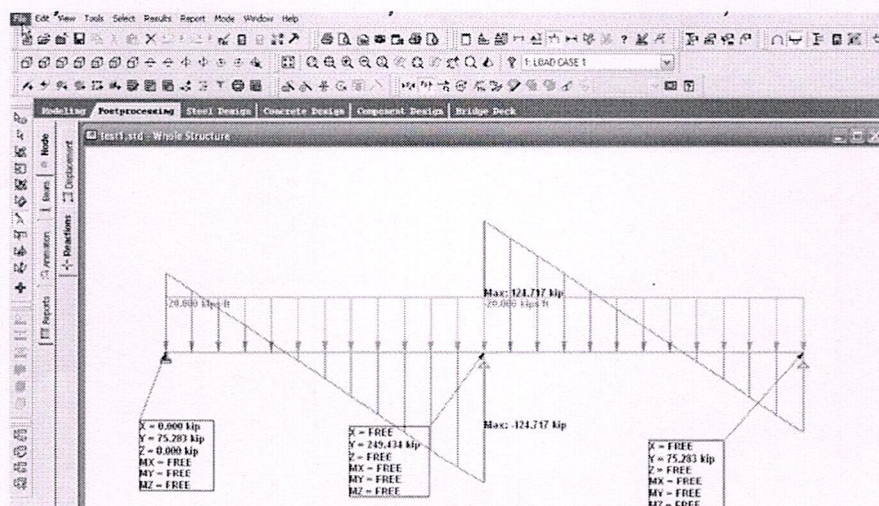 File Edit View Tools Select Results Report Mode Window Help
1: LOAD CASE 1
Modeling Postprocessing Steel Design Concrete Design Component Design Bridge Deck
test1.std - Whole Structure
Node
Beam
Animation
Reports
Displacement
Reactions
Max: 124.717 kip
-20.000 kips ft
-20.000 kips ft
Max: -124.717 kip
X = 0.000 kip
Y = 75.283 kip
Z = 0.000 kip
MX = FREE
MY = FREE
MZ = FREE
X = FREE
Y = 249.434 kip
Z = FREE
MX = FREE
MY = FREE
MZ = FREE
X = FREE
Y = 75.283 kip
Z = FREE
MX = FREE
MY = FREE
MZ = FREE